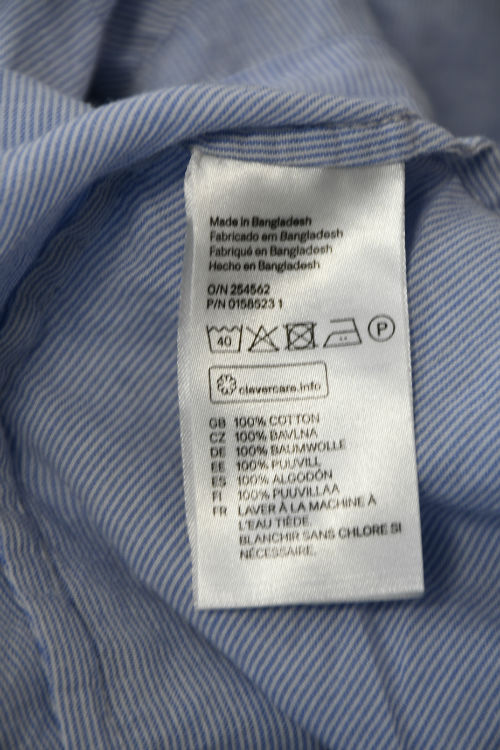 Made in Bangladesh
Fabricado em Bangladesh
Fabriqué en Bangladesh
Hecho en Bangladesh
O/N 254562
P/N 0158523 1
40 P
clevercare.info
GB 100% COTTON
CZ 100% BAVLNA
DE 100% BAUMWOLLE
EE 100% PUUVILL
ES 100% ALGODÓN
FI 100% PUUVILLAA
FR LAVER À LA MACHINE À
L'EAU TIÈDE.
BLANCHIR SANS CHLORE SI
NÉCESSAIRE.